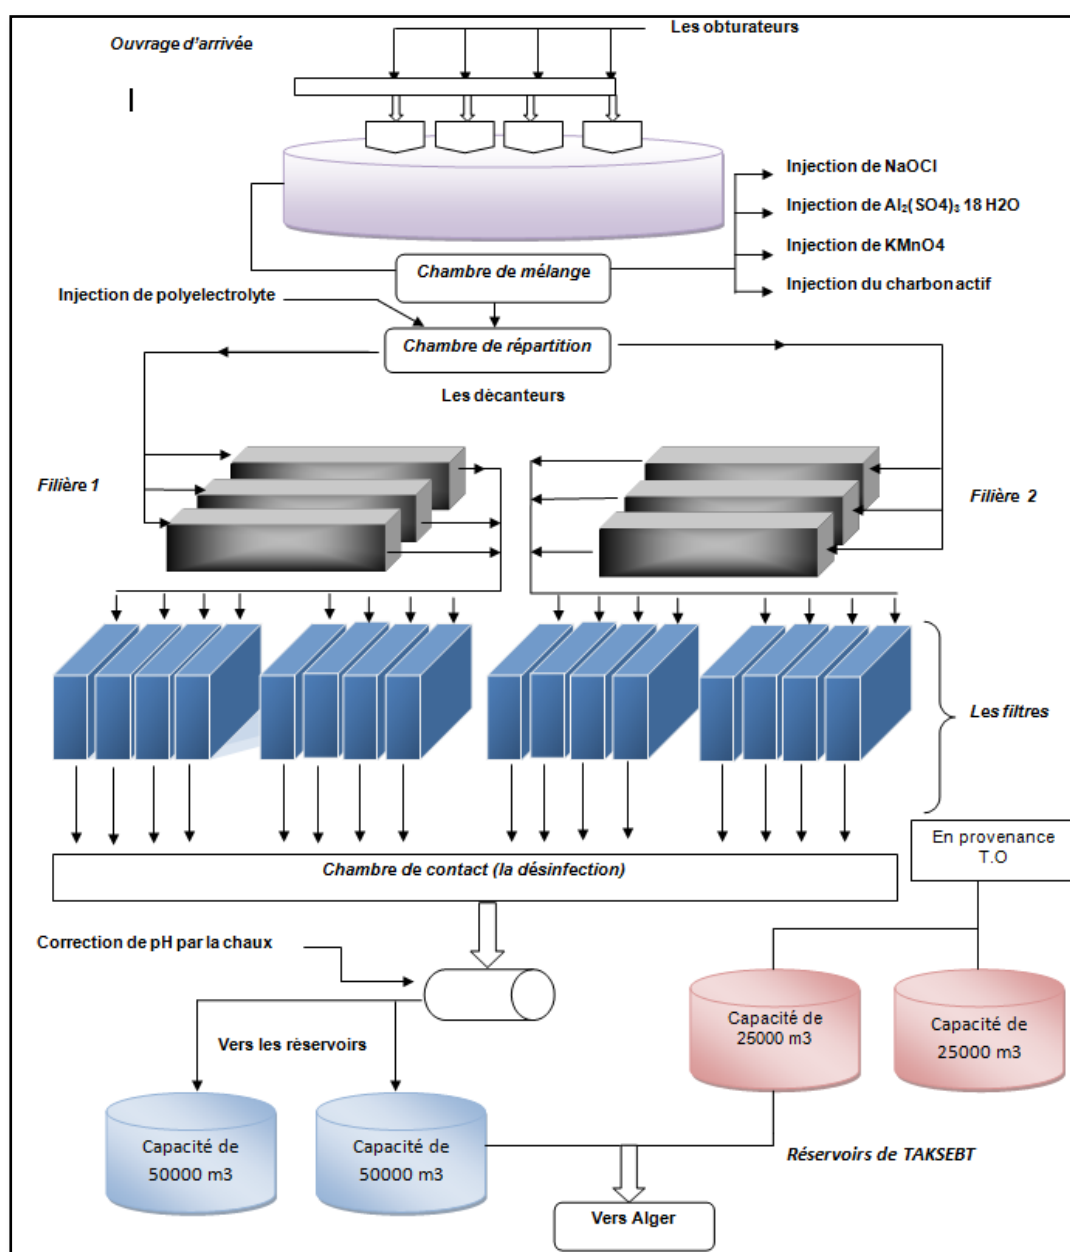 Les obturateurs
Ouvrage d'arrivée
Injection de NaOCl
Injection de Al₂(SO4)₃ 18 H2O
Injection de KMnO4
Injection du charbon actif
Chambre de mélange
Injection de polyelectrolyte
Chambre de répartition
Les décanteurs
Filière 1
Filière 2
Les filtres
En provenance
T.O
Chambre de contact (la désinfection)
Correction de pH par la chaux
Capacité de
25000 m3
Capacité de
25000 m3
Vers les réservoirs
Capacité de
50000 m3
Capacité de
50000 m3
Réservoirs de TAKSEBT
Vers Alger